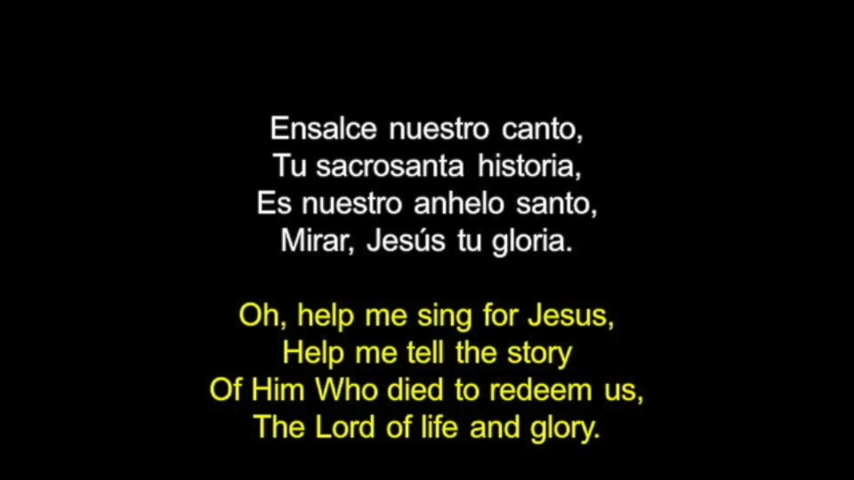 Ensalce nuestro canto,
Tu sacrosanta historia,
Es nuestro anhelo santo,
Mirar, Jesús tu gloria.
Oh, help me sing for Jesus,
Help me tell the story
Of Him Who died to redeem us,
The Lord of life and glory.